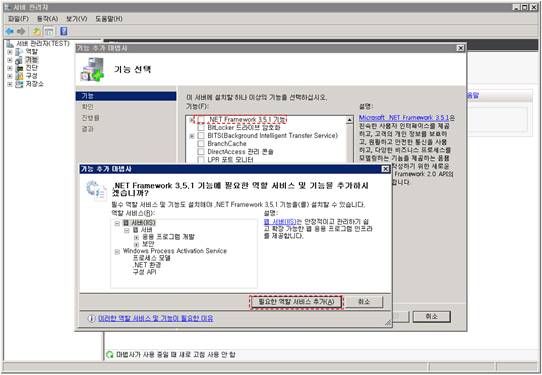 서버 관리자
파일(F) 동작(A) 보기(V) 도움말(H)
서버 관리자(TEST)
역할
기능
진단
구성
저장소
기능 추가 마법사
기능 선택
기능
확인
진행률
결과
이 서버에 설치할 하나 이상의 기능을 선택하십시오.
기능(F):
.NET Framework 3.5.1 기능
BitLocker 드라이브 암호화
BITS(Background Intelligent Transfer Service)
BranchCache
DirectAccess 관리 콘솔
LPR 포트 모니터
설명:
Microsoft .NET Framework 3.5.1은
친숙한 사용자 인터페이스를 제공
하고, 고객의 개인 정보를 보호하
고, 원활하고 안전한 통신을 사용
하고, 다양한 비즈니스 프로세스를
모델링하는 기능을 제공하는 응용
작성하기 위한 새로운
Framework 2.0 API의
합합니다.
도움말
기능 추가 마법사
.NET Framework 3.5.1 기능에 필요한 역할 서비스 및 기능을 추가하시
겠습니까?
필수 역할 서비스 및 기능도 설치해야 .NET Framework 3.5.1 기능을(를) 설치할 수 있습니다.
역할 서비스(R):
웹 서버(IIS)
웹 서버
응용 프로그램 개발
보안
Windows Process Activation Service
프로세스 모델
.NET 환경
구성 API
설명:
웹 서버(IIS)는 안정적이고 관리하기 쉽
고 확장 가능한 웹 응용 프로그램 인프라
를 제공합니다.
필요한 역할 서비스 추가(A)
취소
이러한 역할 서비스 및 기능이 필요한 이유
취소
마법사가 사용 중일 때 새로 고침 사용 안 함